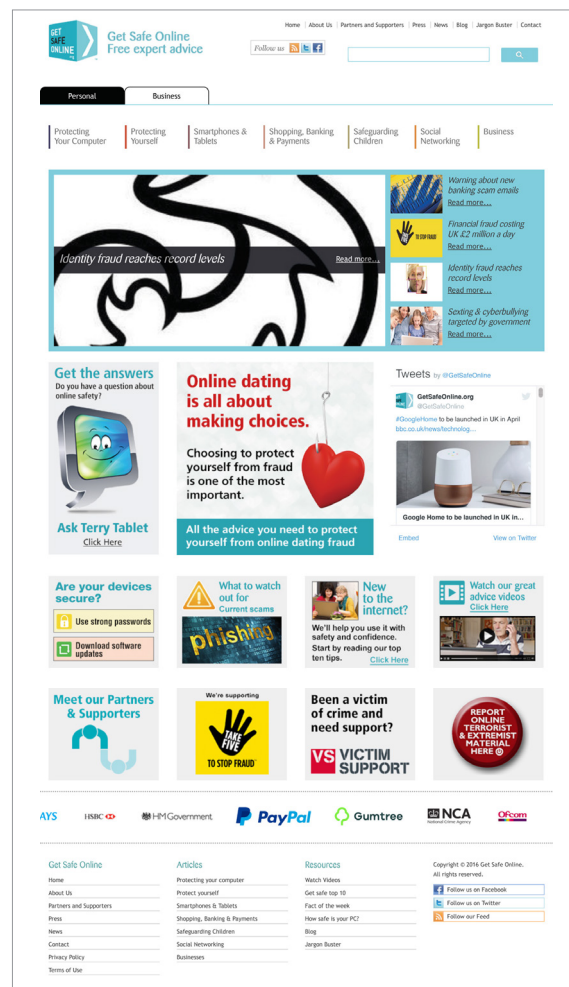 GET
SAFE
ONLINE
Get Safe Online
Free expert advice
Home | About Us | Partners and Supporters | Press | News | Blog | Jargon Buster | Contact
Follow us
Personal
Business
Protecting
Your Computer
Protecting
Yourself
Smartphones &
Tablets
Shopping, Banking
& Payments
Safeguarding
Children
Social
Networking
Business
Identity fraud reaches record levels
Read more...
Warning about new
banking scam emails
Read more...
TO STOP FRAUD
Financial fraud costing
UK £2 million a day
Read more...
Identity fraud reaches
record levels
Read more...
Sexting & cyberbullying
targeted by government
Read more...
Get the answers
Do you have a question about
online safety?
Ask Terry Tablet
Click Here
Online dating
is all about
making choices.
Choosing to protect
yourself from fraud
is one of the most
important.
All the advice you need to protect
yourself from online dating fraud
Tweets by @GetSafeOnline
GetSafeOnline.org
@GetSafeOnline
#GoogleHome to be launched in UK in April
bbc.co.uk/news/technolog...
Google Home to be launched in UK in...
Embed
View on Twitter
Are your devices
secure?
Use strong passwords
Download software
updates
What to watch
out for
Current scams
phishing
New
to the
internet?
We'll help you use it with
safety and confidence.
Start by reading our top
ten tips.
Click Here
Watch our great
advice videos
Click Here
Meet our Partners
& Supporters
We're supporting
TAKE
FIVE
TO STOP FRAUD
Been a victim
of crime and
need support?
VS VICTIM
SUPPORT
REPORT
ONLINE
TERRORIST
& EXTREMIST
MATERIAL
HERE
AYS
HSBC
HM Government
PayPal
Gumtree
NCA
National Crime Agency
Ofcom
Get Safe Online
Home
About Us
Partners and Supporters
Press
News
Contact
Privacy Policy
Terms of Use
Articles
Protecting your computer
Protect yourself
Smartphones & Tablets
Shopping, Banking & Payments
Safeguarding Children
Social Networking
Businesses
Resources
Watch Videos
Get safe top 10
Fact of the week
How safe is your PC?
Blog
Jargon Buster
Copyright © 2016 Get Safe Online.
All rights reserved.
Follow us on Facebook
Follow us on Twitter
Follow our Feed